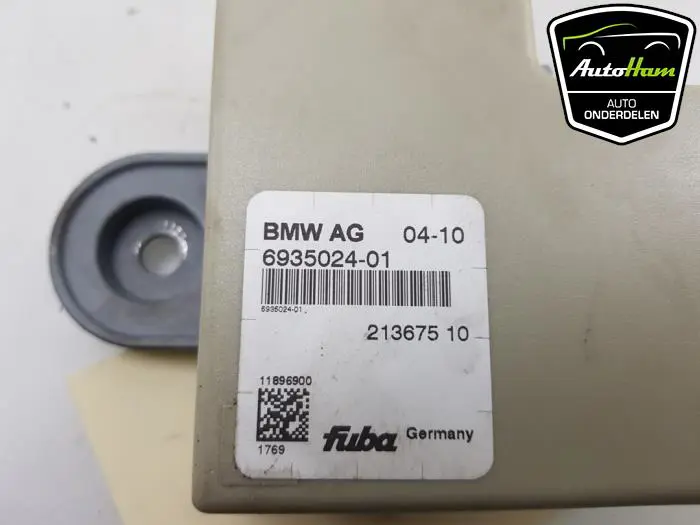 AutoHam
AUTO
ONDERDELEN
BMW AG 04-10
6935024-01
6935024-01
213675 10
11896900
1769
fuba Germany